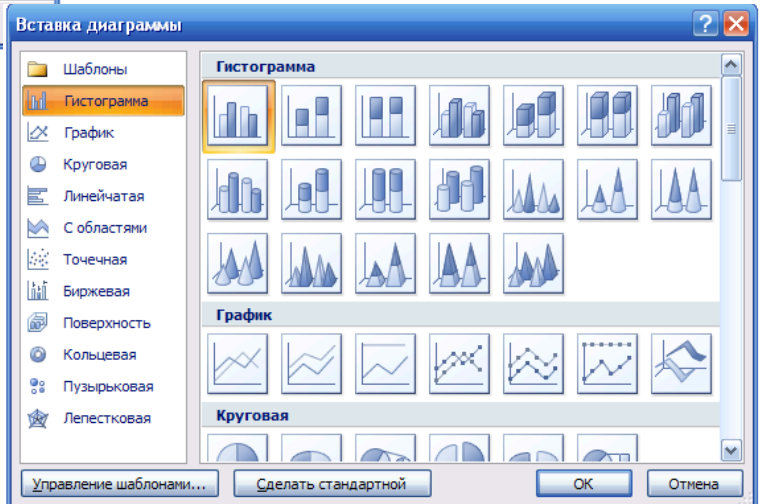 Вставка диаграммы
Шаблоны
Гистограмма
График
Круговая
Линейчатая
С областями
Точечная
Биржевая
Поверхность
Кольцевая
Пузырьковая
Лепестковая
Гистограмма
График
Круговая
Управление шаблонами...
Сделать стандартной
ОК
Отмена